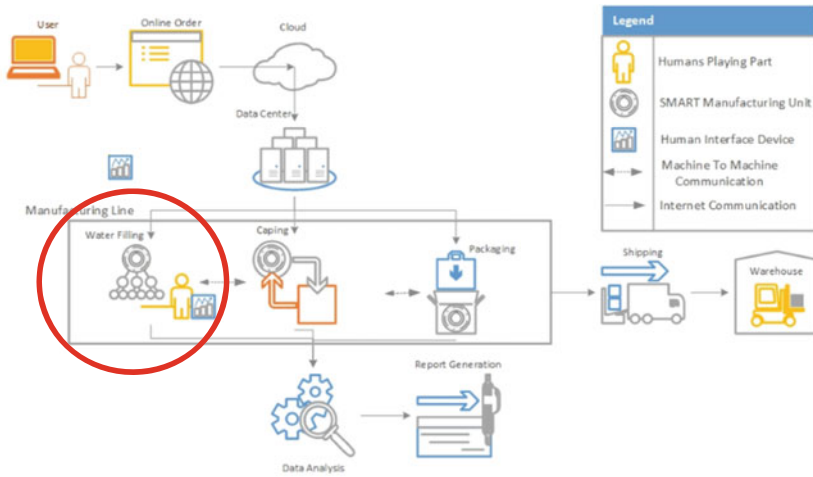 User
Online Order
Cloud
Data Center
Manufacturing Line
Water Filling
Caping
Packaging
Shipping
Warehouse
Data Analysis
Report Generation
Legend
Humans Playing Part
SMART Manufacturing Unit
Human Interface Device
Machine To Machine
Communication
Internet Communication